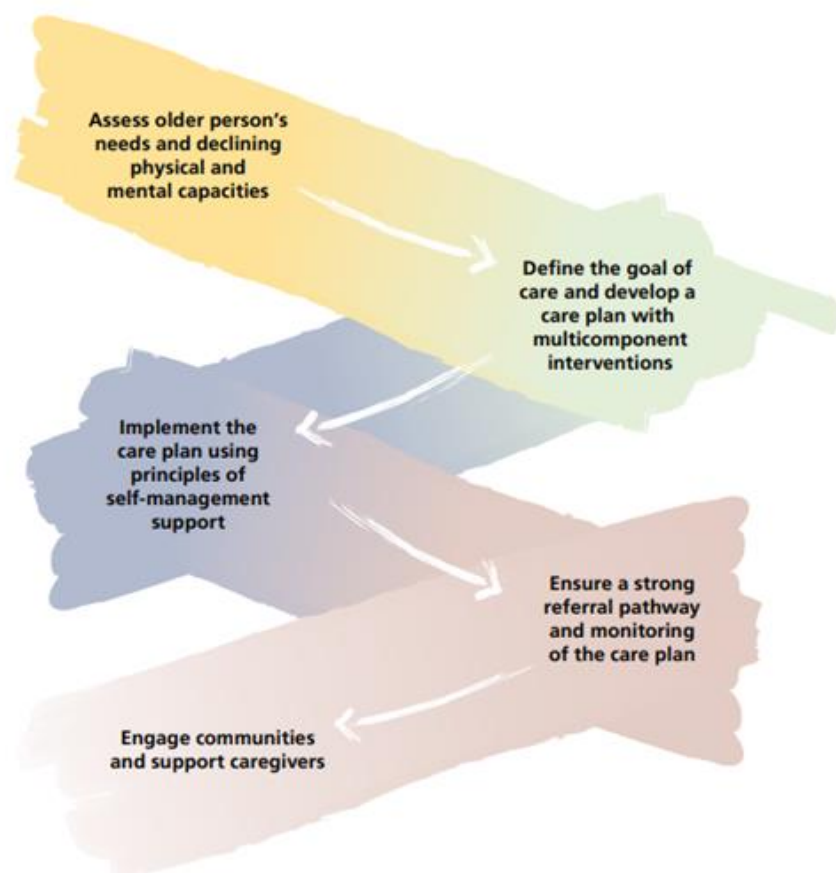 Assess older person's
needs and declining
physical and
mental capacities
Define the goal of
care and develop a
care plan with
multicomponent
interventions
Implement the
care plan using
principles of
self-management
support
Ensure a strong
referral pathway
and monitoring
of the care plan
Engage communities
and support caregivers